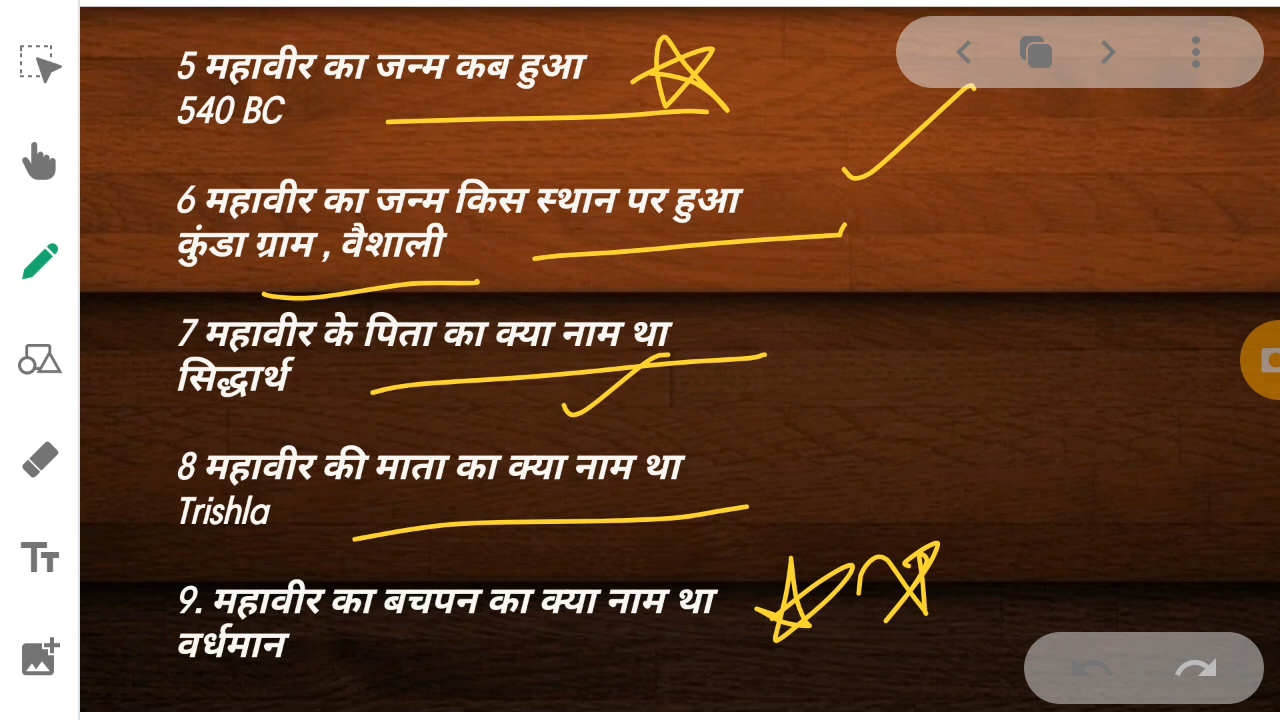 5 महावीर का जन्म कब हुआ
540 BC
6 महावीर का जन्म किस स्थान पर हुआ
कुंडा ग्राम , वैशाली
7 महावीर के पिता का क्या नाम था
सिद्धार्थ
8 महावीर की माता का क्या नाम था
Trishla
9. महावीर का बचपन का क्या नाम था
वर्धमान